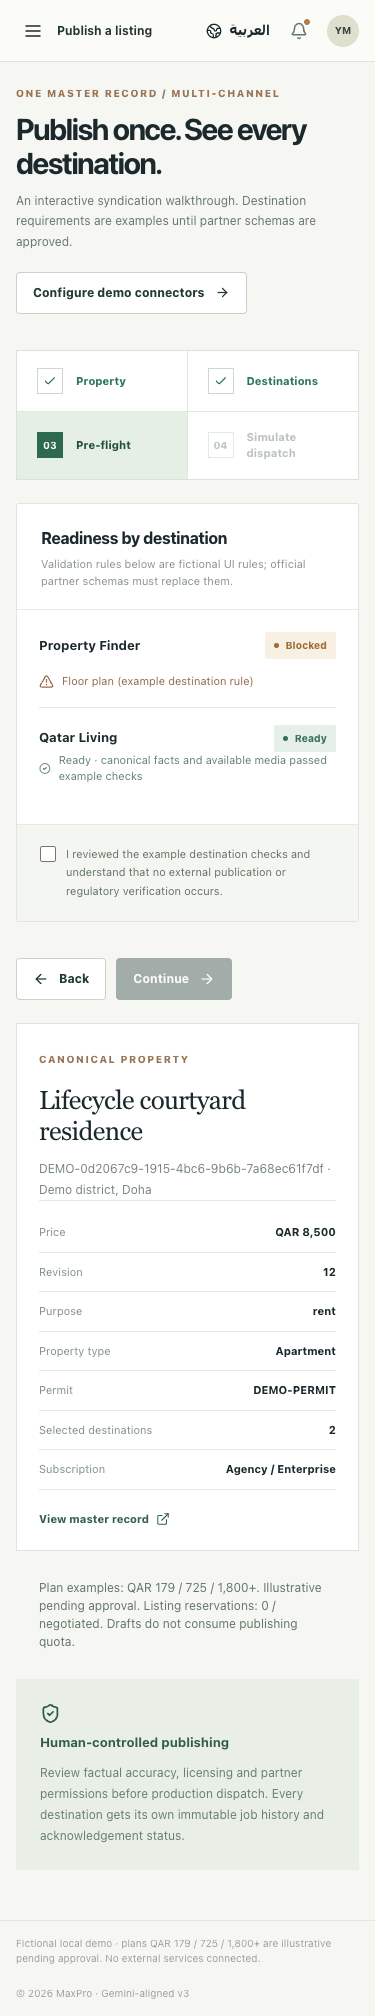 Publish a listing
العربية
YM
ONE MASTER RECORD / MULTI-CHANNEL
Publish once. See every
destination.
An interactive syndication walkthrough. Destination
requirements are examples until partner schemas are
approved.
Configure demo connectors
Property
Destinations
03 Pre-flight
04 Simulate
dispatch
Readiness by destination
Validation rules below are fictional UI rules; official
partner schemas must replace them.
Property Finder
Blocked
Floor plan (example destination rule)
Qatar Living
Ready
Ready · canonical facts and available media passed
example checks
I reviewed the example destination checks and
understand that no external publication or
regulatory verification occurs.
Back
Continue
CANONICAL PROPERTY
Lifecycle courtyard
residence
DEMO-0d2067c9-1915-4bc6-9b6b-7a68ec61f7df ·
Demo district, Doha
Price QAR 8,500
Revision 12
Purpose rent
Property type Apartment
Permit DEMO-PERMIT
Selected destinations 2
Subscription Agency / Enterprise
View master record
Plan examples: QAR 179 / 725 / 1,800+. Illustrative
pending approval. Listing reservations: 0 /
negotiated. Drafts do not consume publishing
quota.
Human-controlled publishing
Review factual accuracy, licensing and partner
permissions before production dispatch. Every
destination gets its own immutable job history and
acknowledgement status.
Fictional local demo · plans QAR 179 / 725 / 1,800+ are illustrative
pending approval. No external services connected.
© 2026 MaxPro · Gemini-aligned v3